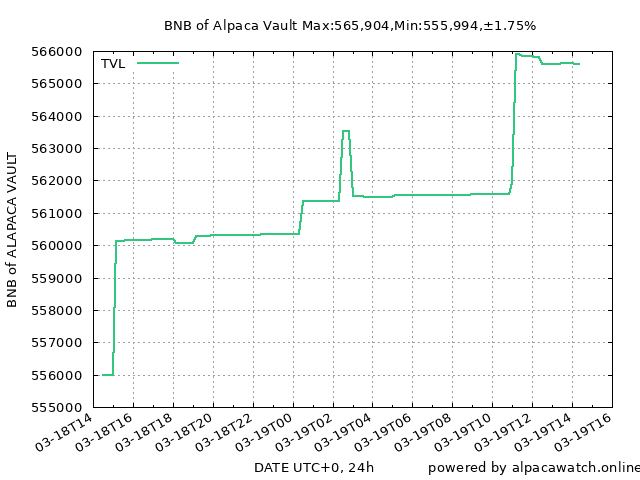 BNB of Alpaca Vault Max:565,904,Min:555,994,±1.75%
TVL
BNB of ALAPACA VAULT
566000
565000
564000
563000
562000
561000
560000
559000
558000
557000
556000
555000
03-18T14
03-18T16
03-18T18
03-18T20
03-18T22
03-19T00
03-19T02
03-19T04
03-19T06
03-19T08
03-19T10
03-19T12
03-19T14
03-19T16
DATE UTC+0, 24h
powered by alpacawatch.online